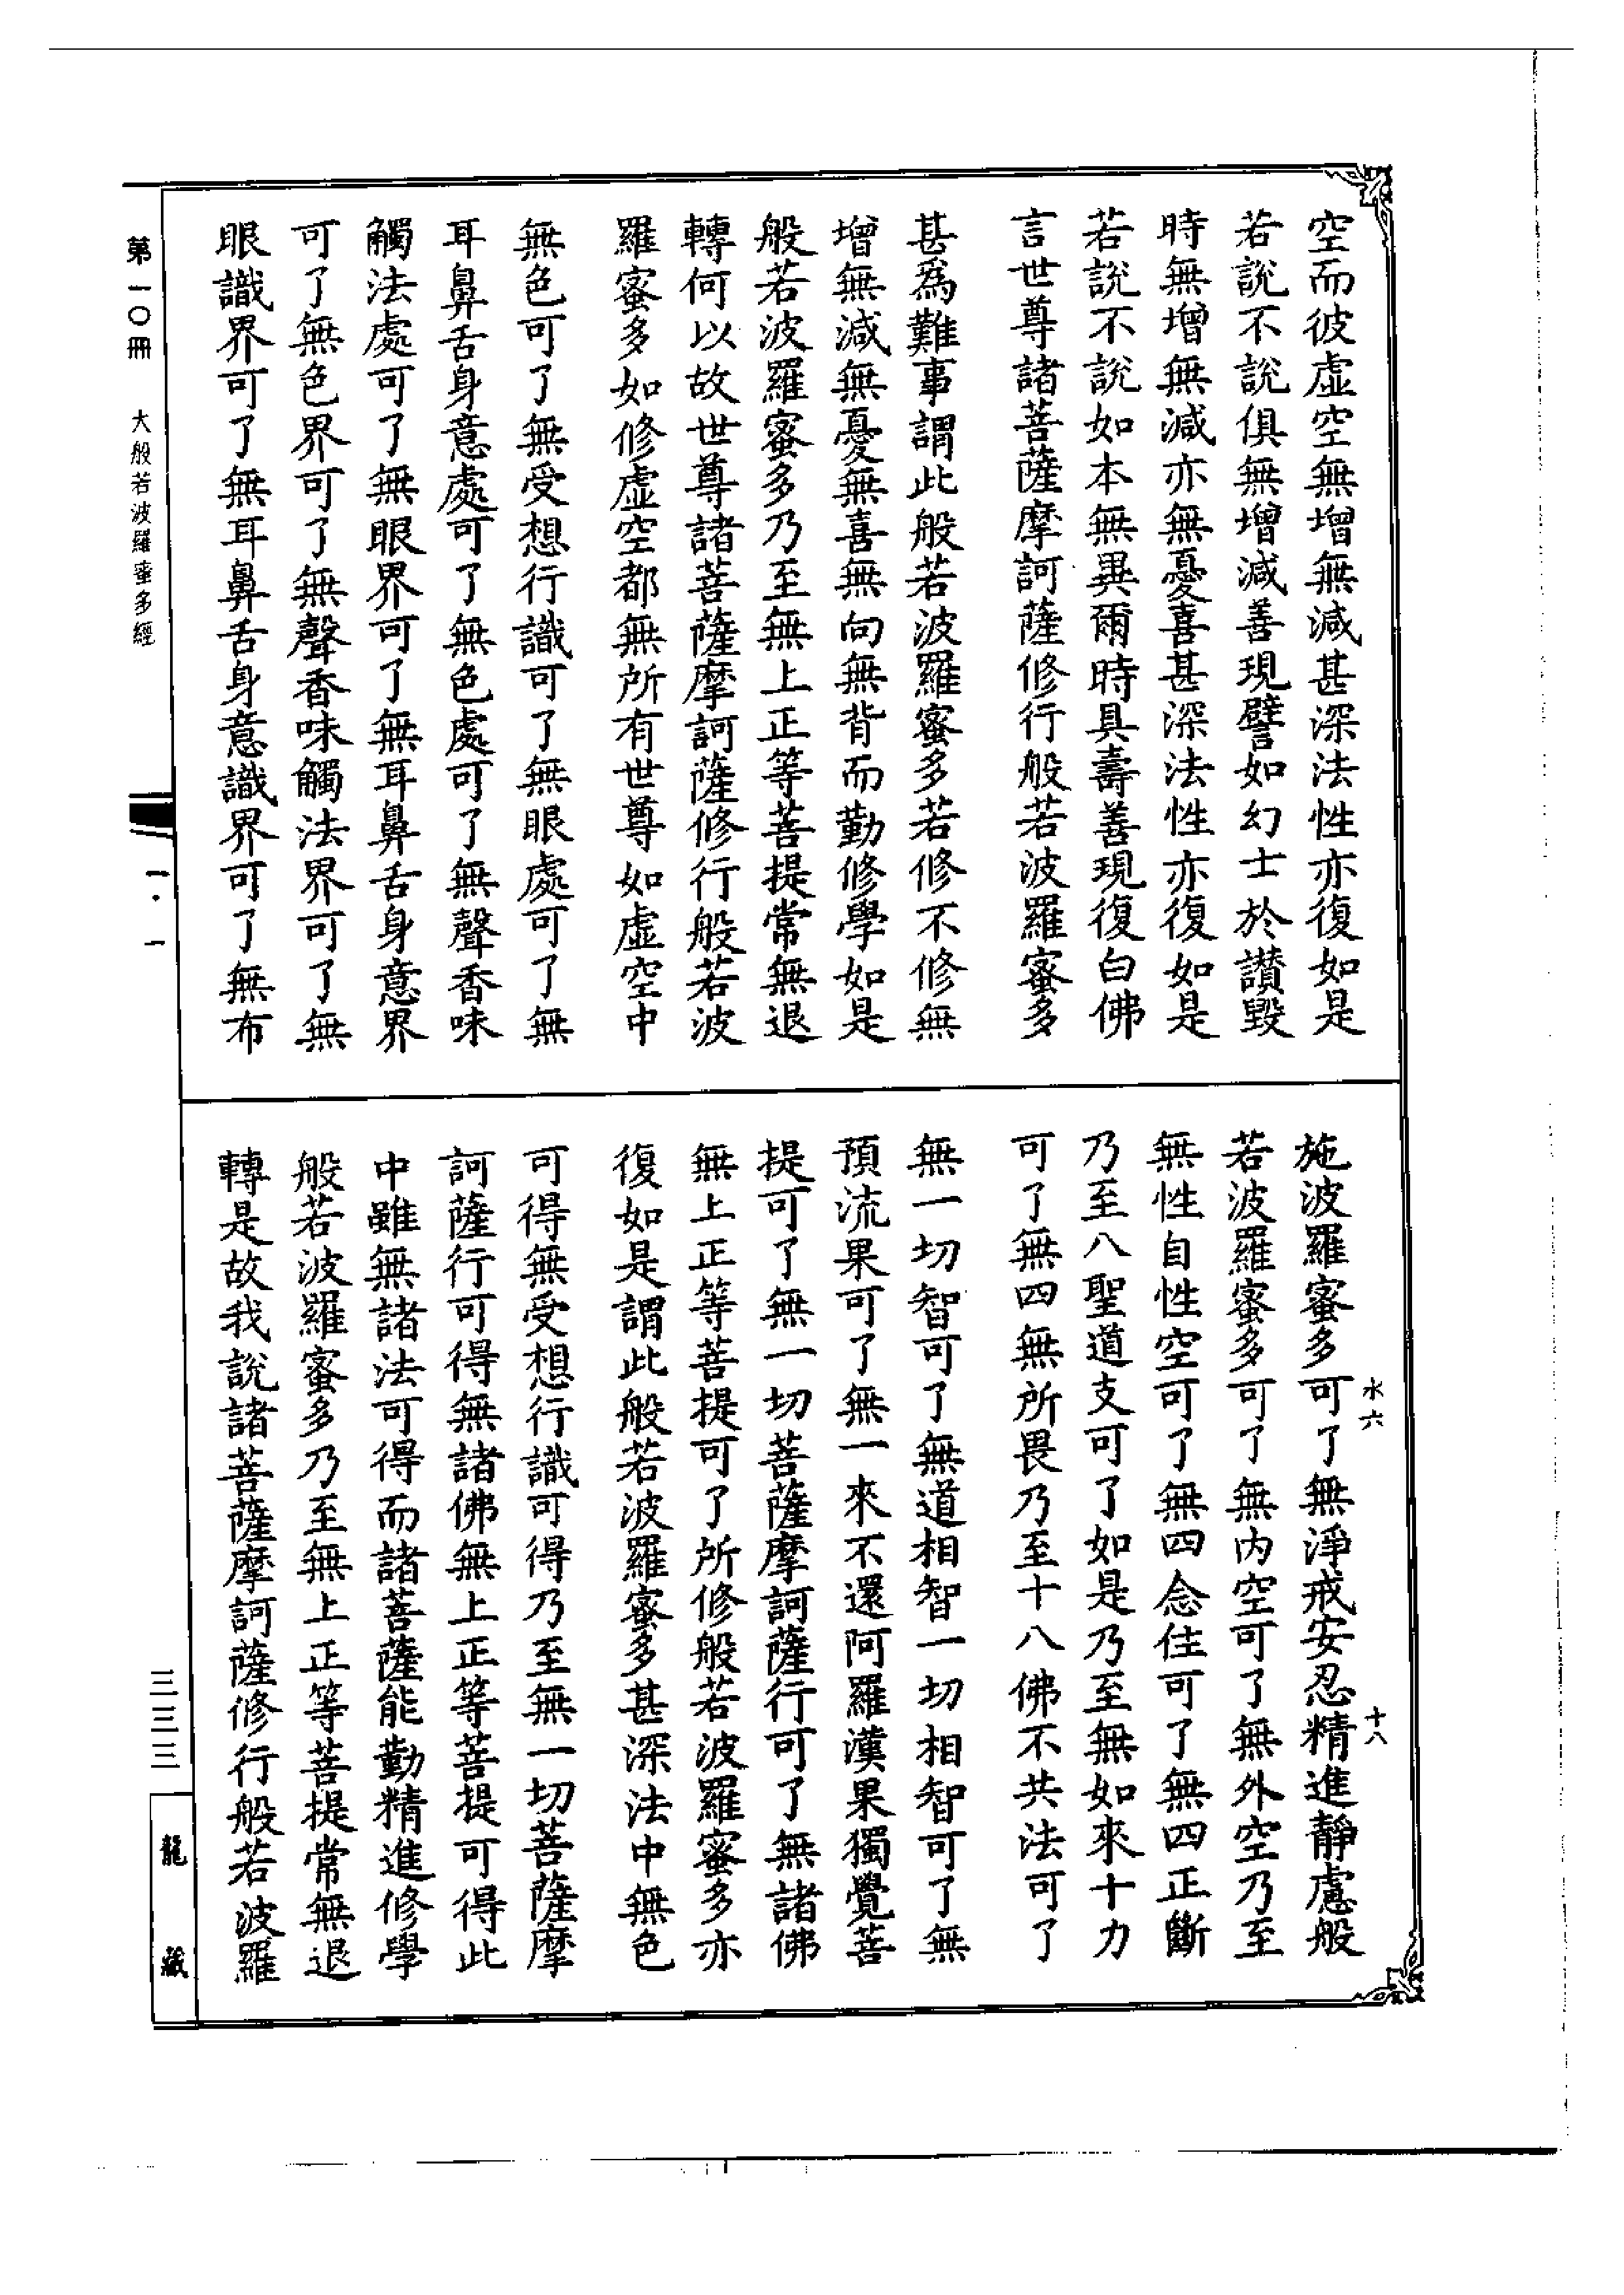 空而彼虛空無增無減甚深法性亦復如是
若說不說俱無增減善現譬如幻士於讚毀
時無增無減亦無憂喜甚深法性亦復如是
若說不說如本無異爾時具壽善現復白佛
言世尊諸菩薩摩訶薩修行般若波羅蜜多
甚為難事謂此般若波羅蜜多若修不修無
增無減無憂無喜無向無背而勤修學如是
般若波羅蜜多乃至無上正等菩提常無退
轉何以故世尊諸菩薩摩訶薩修行般若波
羅蜜多如修虛空都無所有世尊如虛空中
無色可了無受想行識可了無眼處可了無
耳鼻舌身意處可了無色處可了無聲香味
觸法處可了無眼界可了無耳鼻舌身意界
可了無色界可了無聲香味觸法界可了無
眼識界可了無耳鼻舌身意識界可了無布
施波羅蜜多可了無淨戒安忍精進靜慮般
若波羅蜜多可了無內空可了無外空乃至
無性自性空可了無四念住可了無四正斷
乃至八聖道支可了如是乃至無如來十力
可了無四無所畏乃至十八佛不共法可了
無一切智可了無道相智一切相智可了無
預流果可了無一來不還阿羅漢果獨覺菩
提可了無一切菩薩摩訶薩行可了無諸佛
無上正等菩提可了所修般若波羅蜜多亦
復如是謂此般若波羅蜜多甚深法中無色
可得無受想行識可得乃至無一切菩薩摩
訶薩行可得無諸佛無上正等菩提可得此
中雖無諸法可得而諸菩薩能勤精進修學
般若波羅蜜多乃至無上正等菩提常無退
轉是故我說諸菩薩摩訶薩修行般若波羅
水六
十八
第一〇冊 大般若波羅蜜多經
一·一
三三三
龍藏